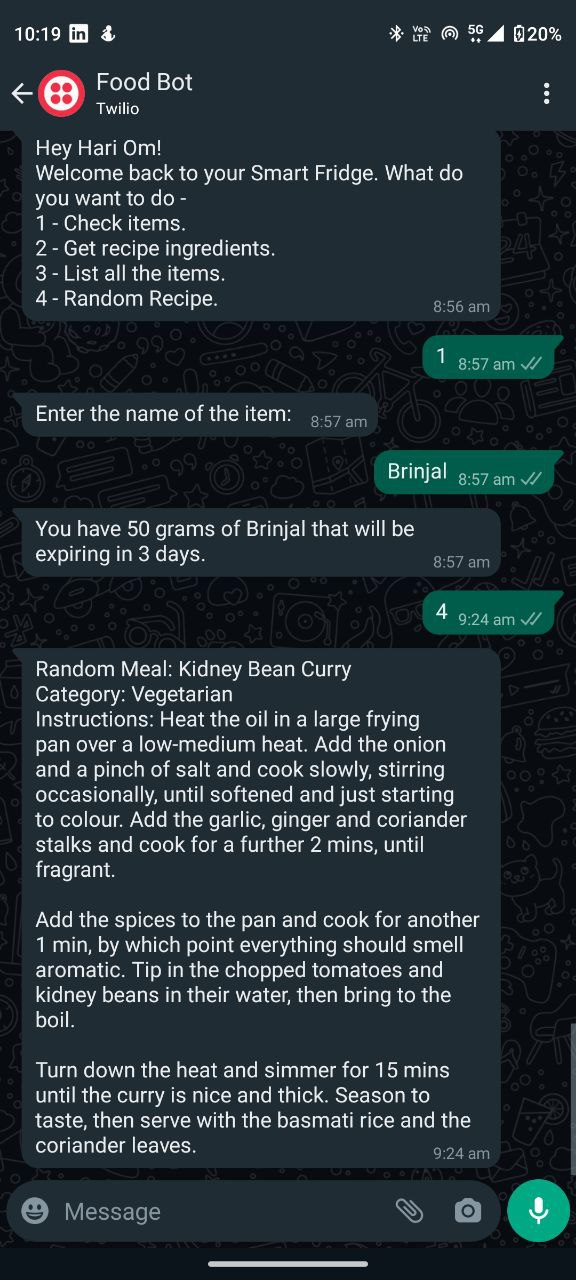 10:19 in Vo)) LTE 5G 20%
Food Bot
Twilio
Hey Hari Om!
Welcome back to your Smart Fridge. What do
you want to do -
1 - Check items.
2 - Get recipe ingredients.
3 - List all the items.
4 - Random Recipe.
8:56 am
1 8:57 am
Enter the name of the item: 8:57 am
Brinjal 8:57 am
You have 50 grams of Brinjal that will be
expiring in 3 days.
8:57 am
4 9:24 am
Random Meal: Kidney Bean Curry
Category: Vegetarian
Instructions: Heat the oil in a large frying
pan over a low-medium heat. Add the onion
and a pinch of salt and cook slowly, stirring
occasionally, until softened and just starting
to colour. Add the garlic, ginger and coriander
stalks and cook for a further 2 mins, until
fragrant.
Add the spices to the pan and cook for another
1 min, by which point everything should smell
aromatic. Tip in the chopped tomatoes and
kidney beans in their water, then bring to the
boil.
Turn down the heat and simmer for 15 mins
until the curry is nice and thick. Season to
taste, then serve with the basmati rice and the
coriander leaves.
9:24 am
Message